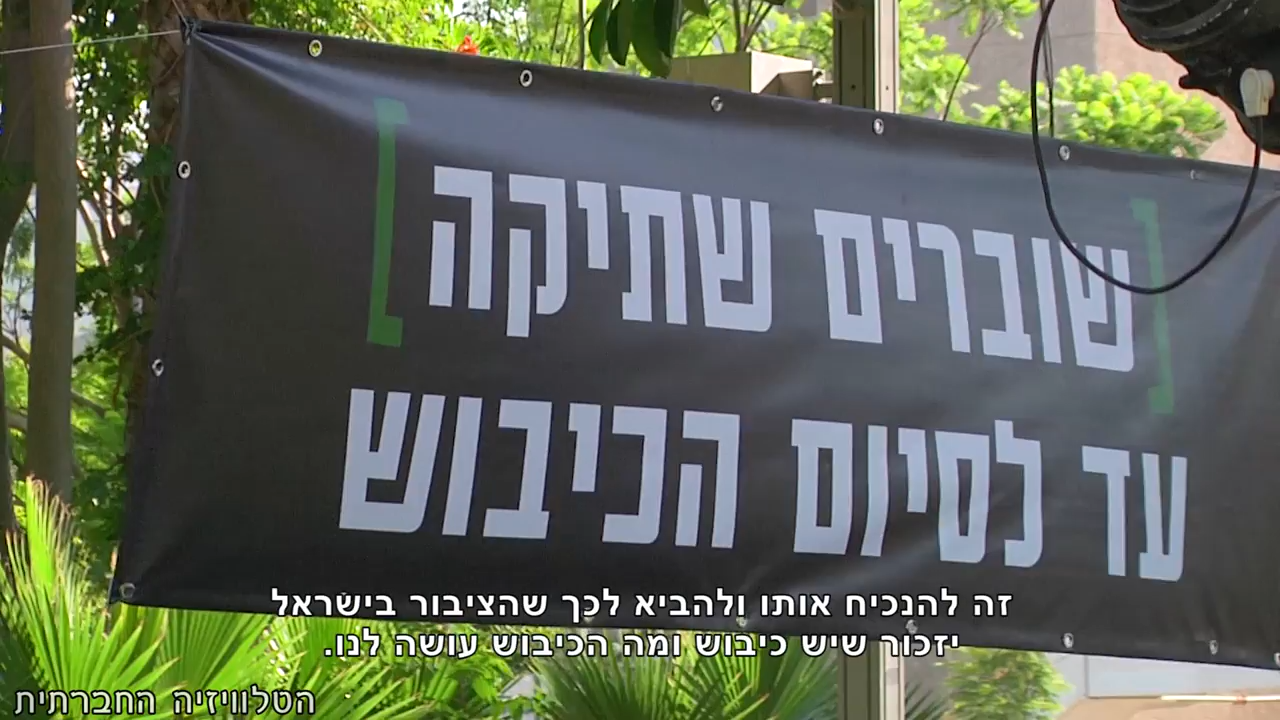 [שוברים שתיקה]
עד לסיום הכיבוש
זה להנכיח אותו ולהביא לכך שהציבור בישראל
יזכור שיש כיבוש ומה הכיבוש עושה לנו.
הטלוויזיה החברתית